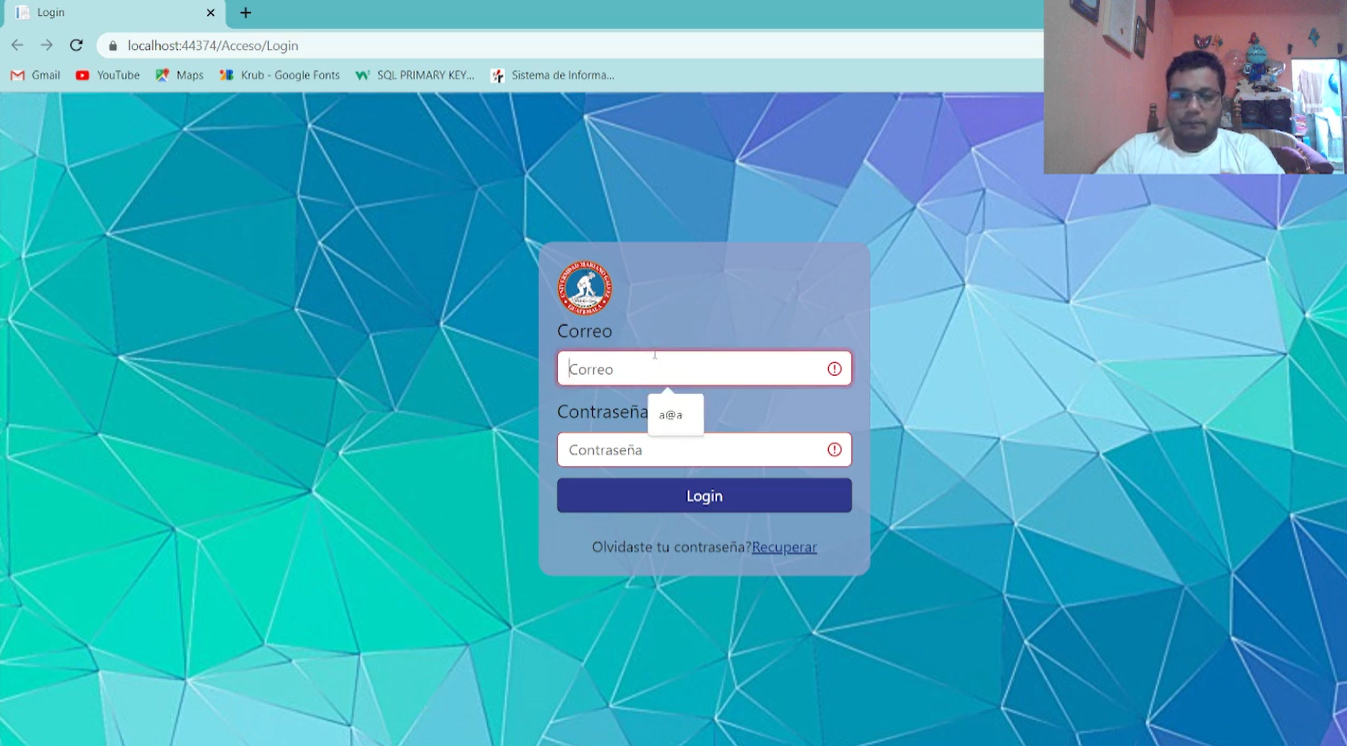 Login
localhost:44374/Acceso/Login
Gmail YouTube Maps Krub - Google Fonts SQL PRIMARY KEY... Sistema de Informa...
UNIVERSIDAD MARIANO GALVEZ
GUATEMALA
Correo
Correo
a@a
Contraseña
Contraseña
Login
Olvidaste tu contraseña?Recuperar